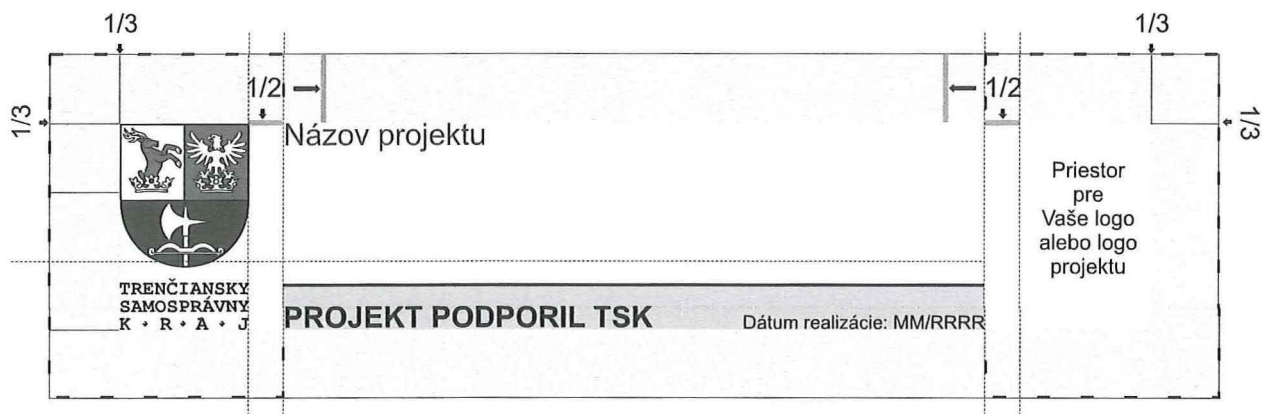 1/3
1/3
1/2
1/2
1/3
1/3
Názov projektu
Priestor
pre
Vaše logo
alebo logo
projektu
TRENČIANSKY
SAMOSPRÁVNY
K • R • A • J
PROJEKT PODPORIL TSK
Dátum realizácie: MM/RRRR